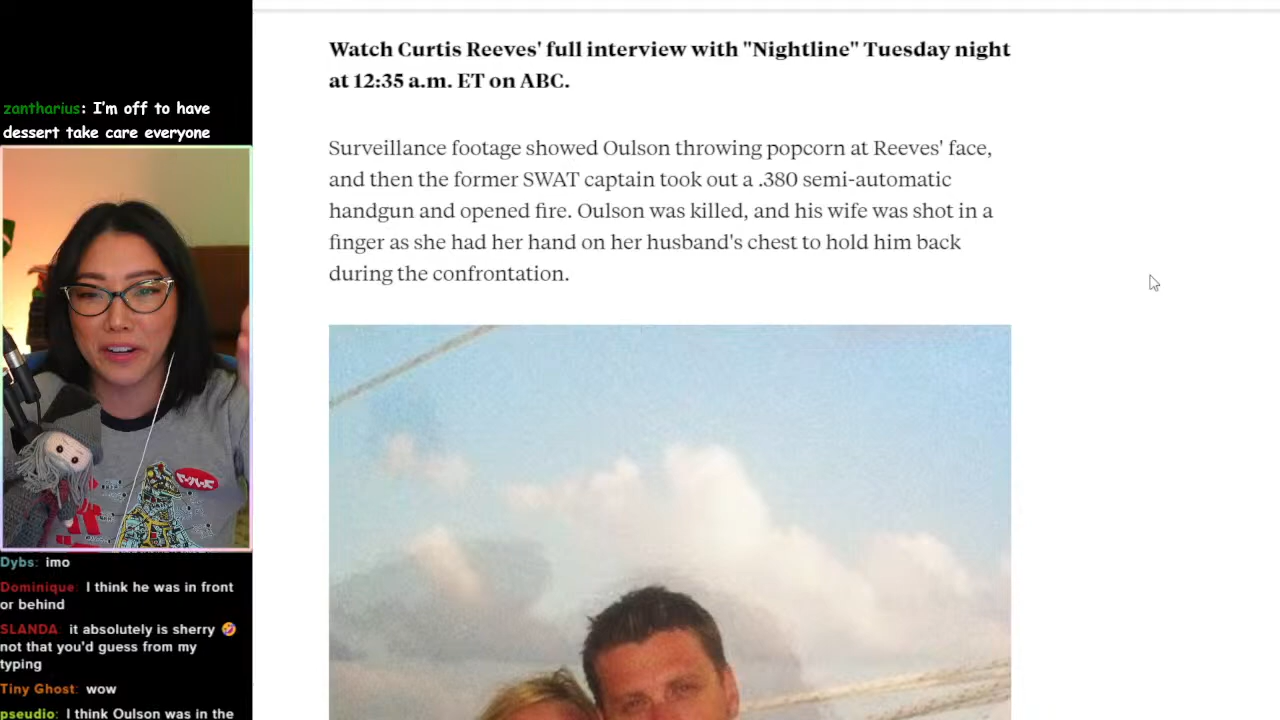 Watch Curtis Reeves' full interview with "Nightline" Tuesday night
at 12:35 a.m. ET on ABC.
zantharius: I'm off to have
dessert take care everyone
Surveillance footage showed Oulson throwing popcorn at Reeves' face,
and then the former SWAT captain took out a .380 semi-automatic
handgun and opened fire. Oulson was killed, and his wife was shot in a
finger as she had her hand on her husband's chest to hold him back
during the confrontation.
Dybs: imo
Dominique: I think he was in front
or behind
SLANDA: it absolutely is sherry 🤣
not that you'd guess from my
typing
Tiny Ghost: wow
pseudio: I think Oulson was in the